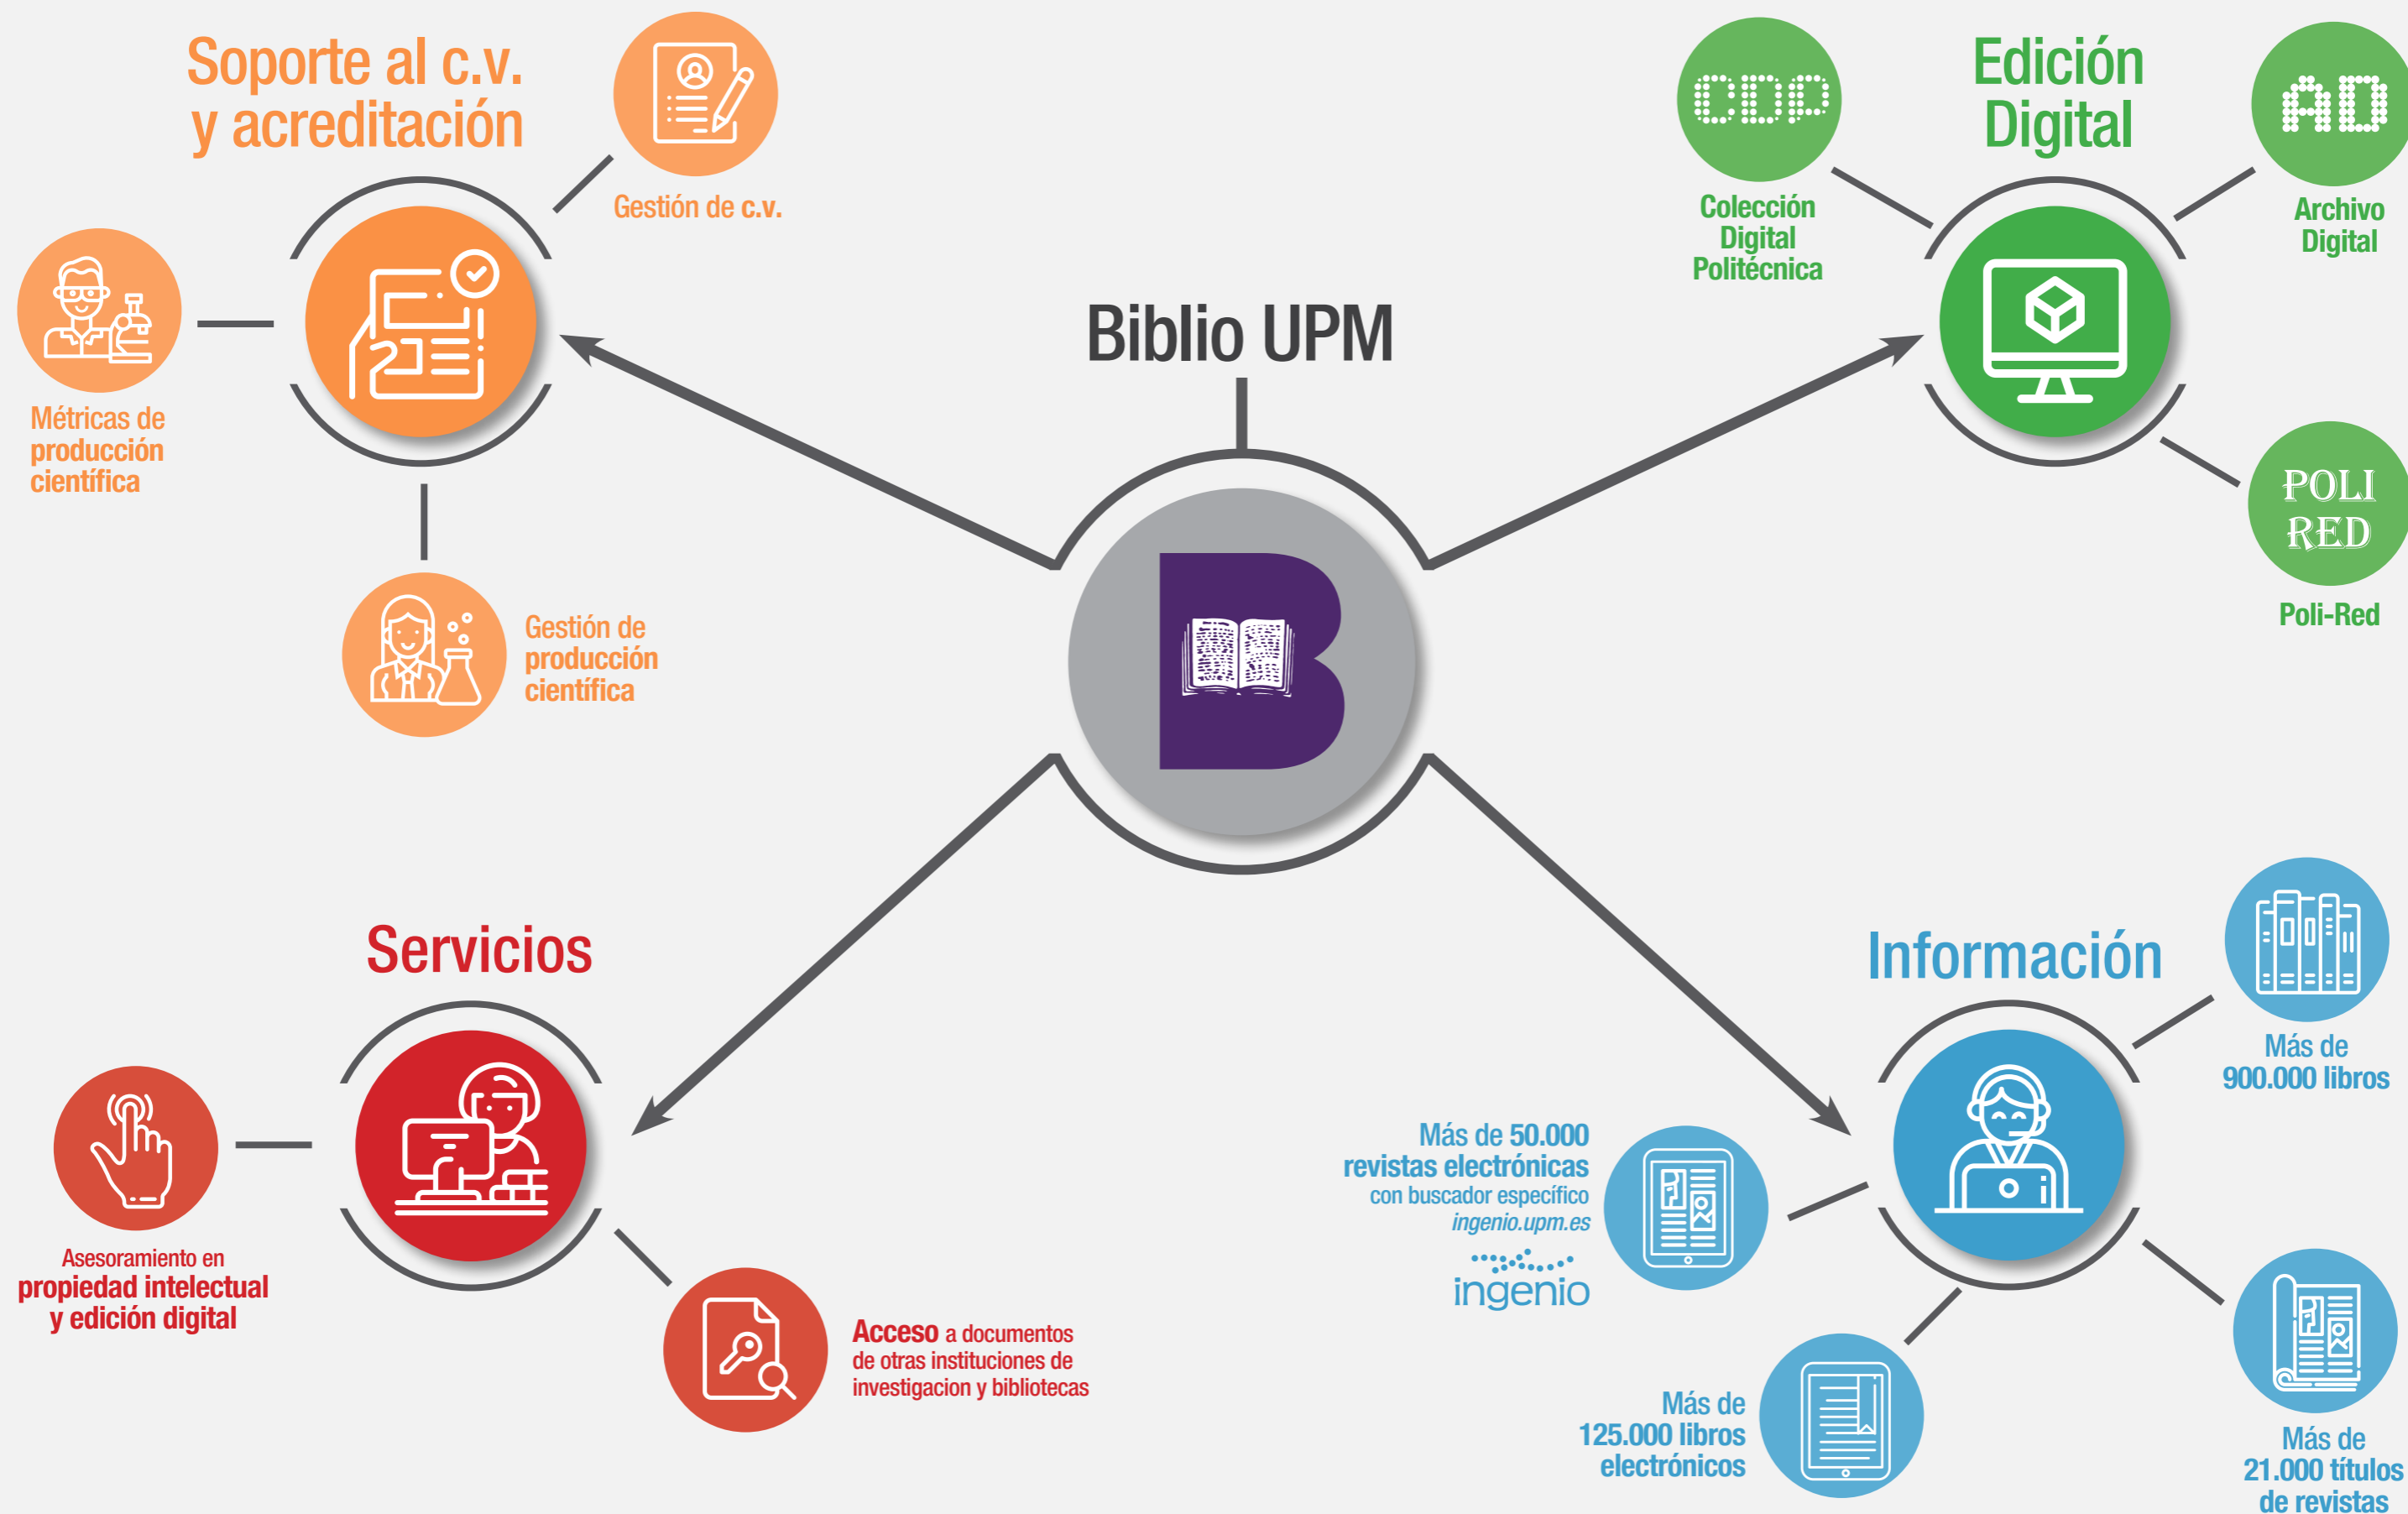 Biblio UPM
Soporte al c.v.
y acreditación
Gestión de c.v.
Métricas de
producción
científica
Gestión de
producción
científica
Edición
Digital
CDP
Colección
Digital
Politécnica
AD
Archivo
Digital
POLI
RED
Poli-Red
Servicios
Asesoramiento en
propiedad intelectual
y edición digital
Acceso a documentos
de otras instituciones de
investigacion y bibliotecas
Información
Más de
900.000 libros
Más de 50.000
revistas electrónicas
con buscador específico
ingenio.upm.es
ingenio
Más de
125.000 libros
electrónicos
Más de
21.000 títulos
de revistas
B